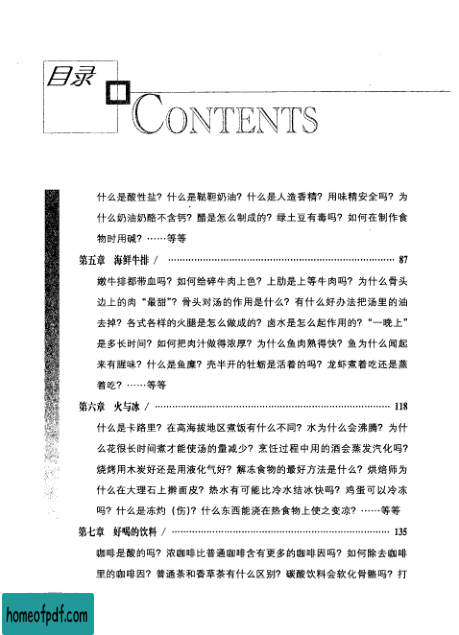 目录
CONTENTS
什么是酸性盐？什么是鞑靼奶油？什么是人造香精？用味精安全吗？为
什么奶油奶酪不含钙？醋是怎么制成的？绿土豆有毒吗？如何在制作食
物时用碱？……等等
第五章 海鲜牛排 / ……………………………………………………… 87
嫩牛排都带血吗？如何给碎牛肉上色？上肋是上等牛肉吗？为什么骨头
边上的肉“最甜”？骨头对汤的作用是什么？有什么好办法把汤里的油
去掉？各式各样的火腿是怎么做成的？卤水是怎么起作用的？“一晚上”
是多长时间？如何把肉汁做得浓厚？为什么鱼肉熟得快？鱼为什么闻起
来有腥味？什么是鱼糜？壳半开的牡蛎是活着的吗？龙虾煮着吃还是蒸
着吃？……等等
第六章 火与冰 / ……………………………………………………… 118
什么是卡路里？在高海拔地区煮饭有什么不同？水为什么会沸腾？为什
么花很长时间煮才能使汤的量减少？烹饪过程中用的酒会蒸发汽化吗？
烧烤用木炭好还是用液化气好？解冻食物的最好方法是什么？烘焙师为
什么在大理石上擀面皮？热水有可能比冷水结冰快吗？鸡蛋可以冷冻
吗？什么是冻灼（伤）？什么东西能浇在热食物上使之变凉？……等等
第七章 好喝的饮料 / ……………………………………………………… 135
咖啡是酸的吗？浓咖啡比普通咖啡含有更多的咖啡因吗？如何除去咖啡
里的咖啡因？普通茶和香草茶有什么区别？碳酸饮料会软化骨骼吗？打
homeofpdf.com